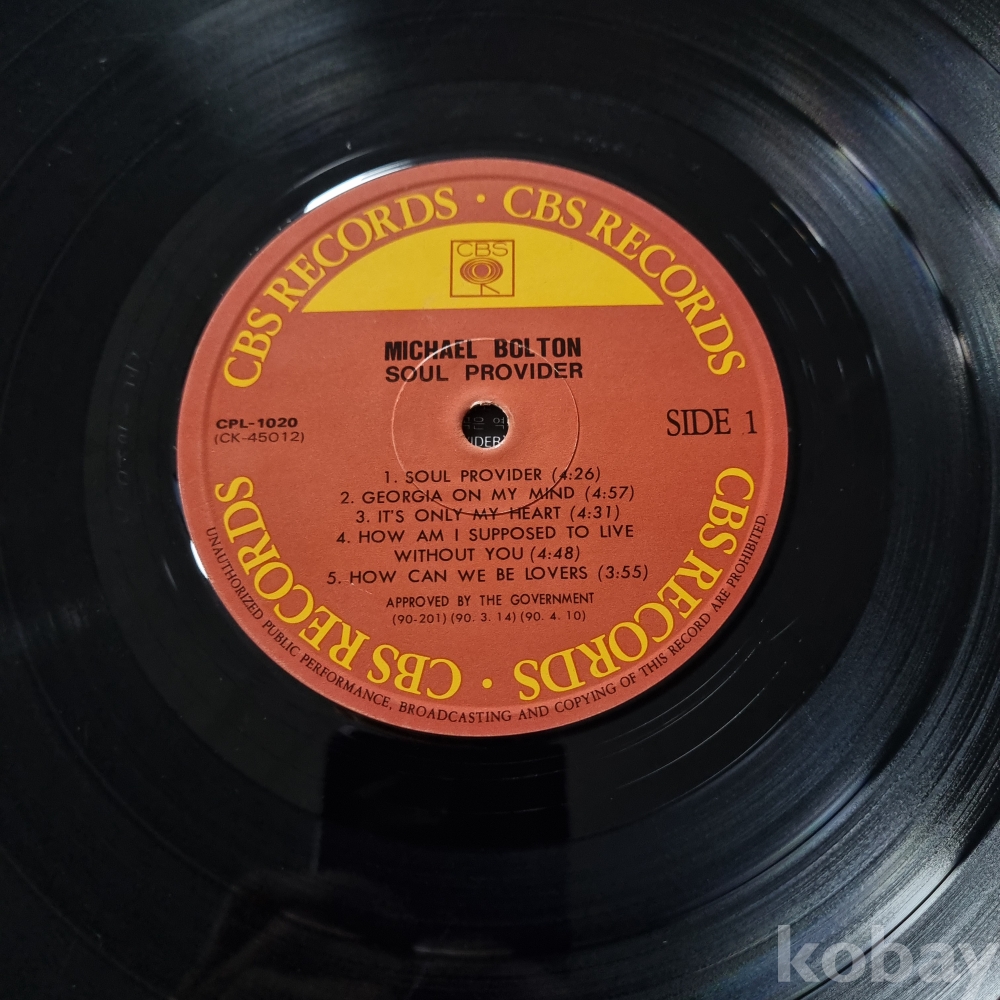 CBS RECORDS · CBS RECORDS
CBS
MICHAEL BOLTON
SOUL PROVIDER
CPL-1020
(CK-45012)
SIDE 1
1. SOUL PROVIDER (4:26)
2. GEORGIA ON MY MIND (4:57)
3. IT'S ONLY MY HEART (4:31)
4. HOW AM I SUPPOSED TO LIVE
WITHOUT YOU (4:48)
5. HOW CAN WE BE LOVERS (3:55)
APPROVED BY THE GOVERNMENT
(90-201) (90. 3. 14) (90. 4. 10)
CBS RECORDS · CBS RECORDS
UNAUTHORIZED PUBLIC PERFORMANCE, BROADCASTING AND COPYING OF THIS RECORD ARE PROHIBITED.
kobay